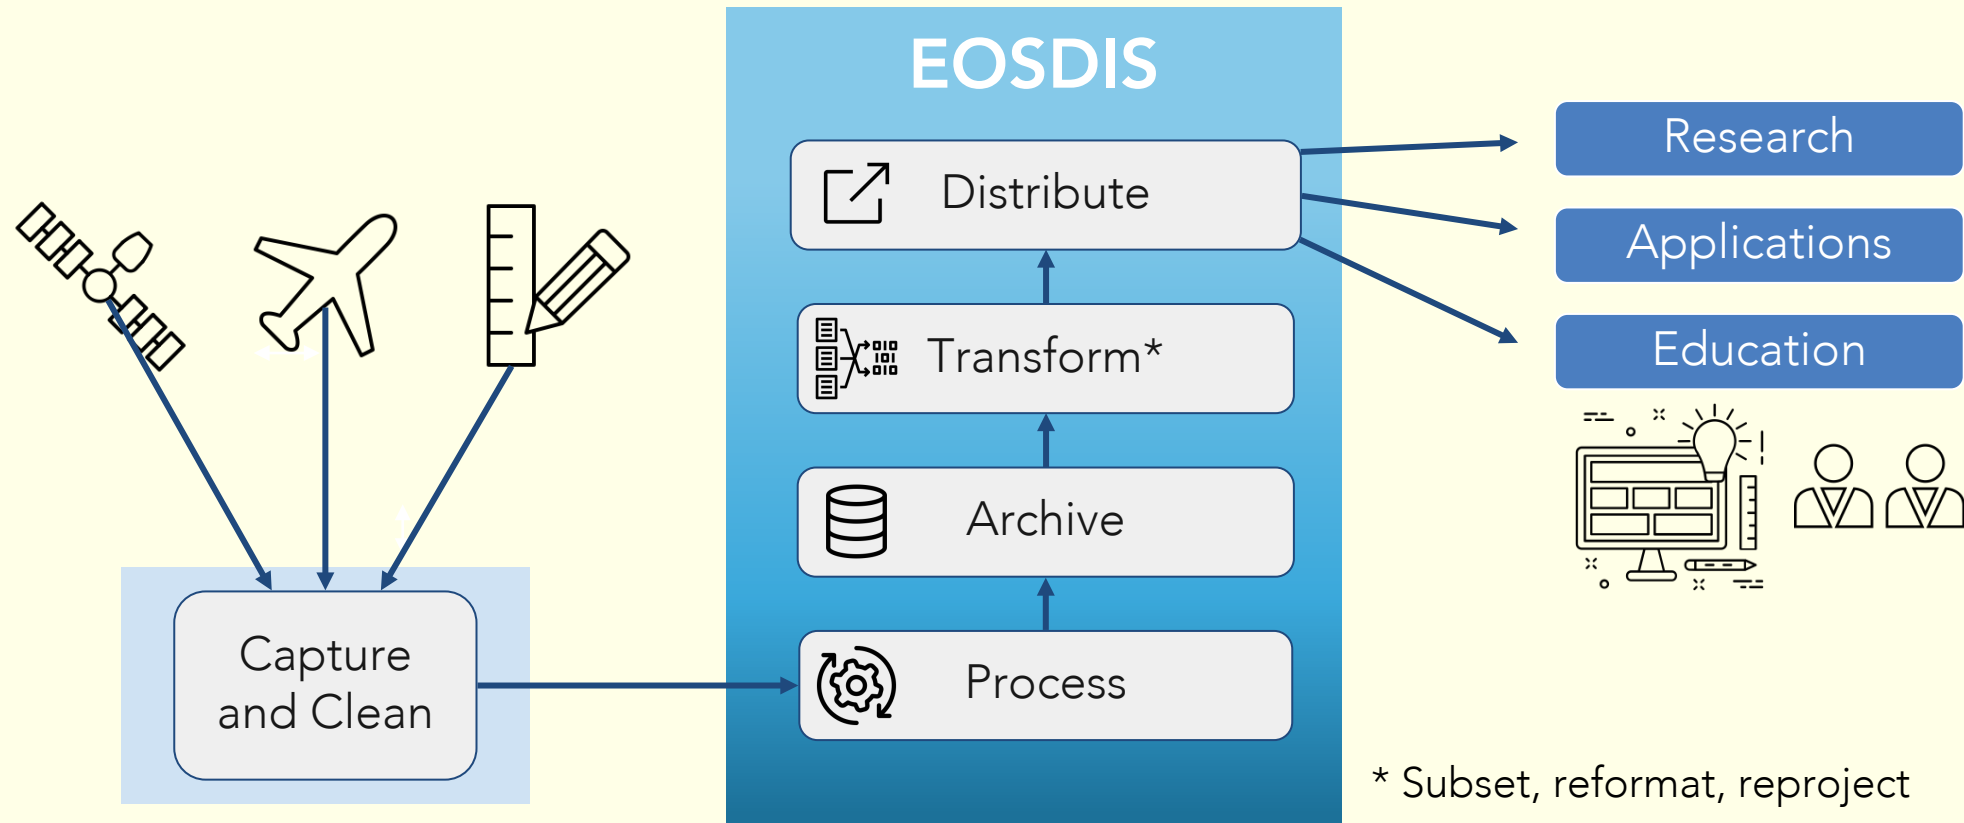 EOSDIS
Distribute
Transform*
Archive
Process
Capture
and Clean
Research
Applications
Education
* Subset, reformat, reproject